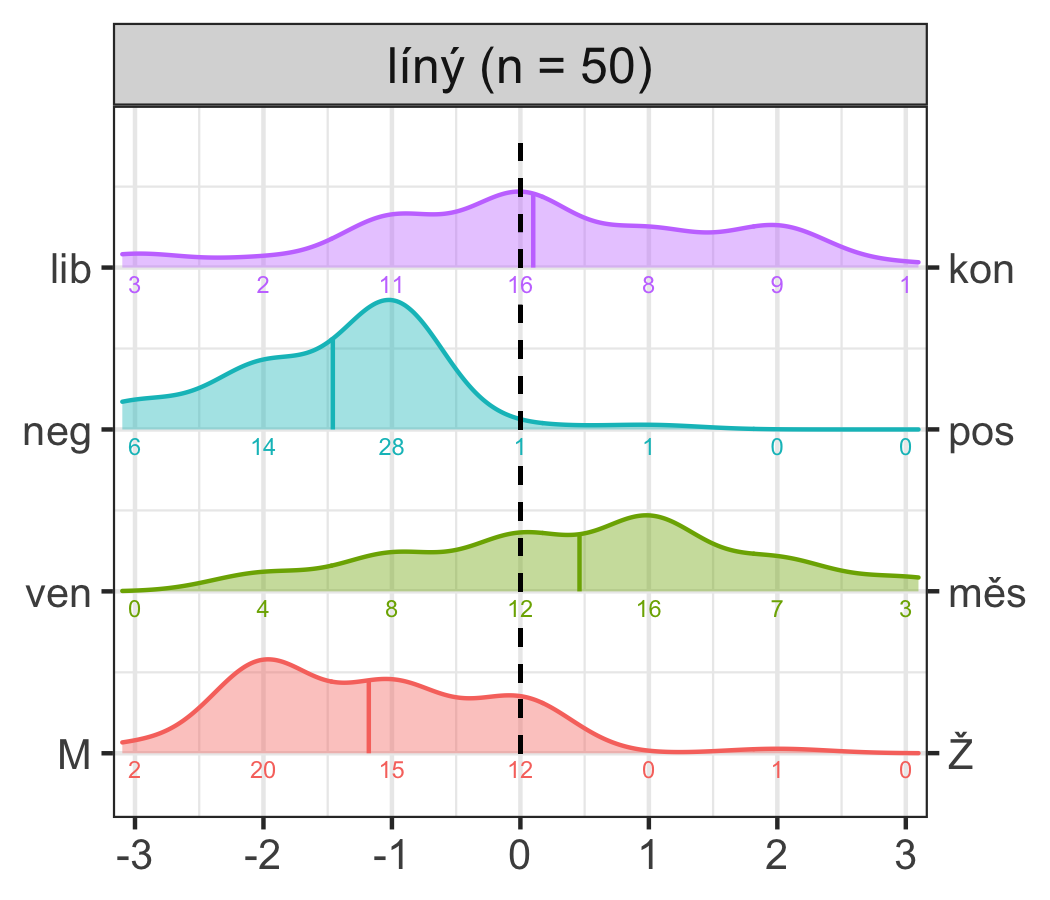 líný (n = 50)
lib kon
3 2 11 16 8 9 1
neg pos
6 14 28 1 1 0 0
ven měs
0 4 8 12 16 7 3
M Ž
2 20 15 12 0 1 0
-3 -2 -1 0 1 2 3